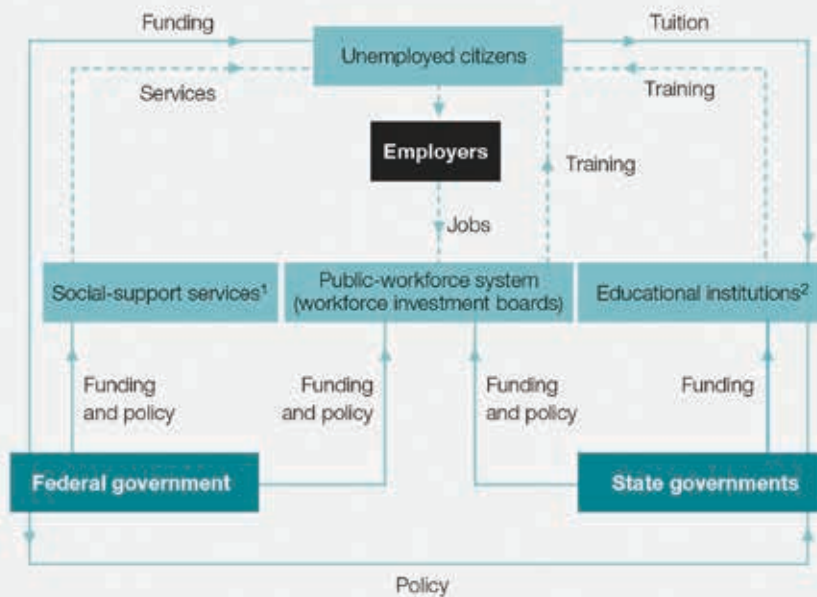 Funding
Tuition
Unemployed citizens
Services
Training
Employers
Training
Jobs
Social-support services¹
Public-workforce system
(workforce investment boards)
Educational institutions²
Funding
and policy
Funding
and policy
Funding
and policy
Funding
Federal government
State governments
Policy